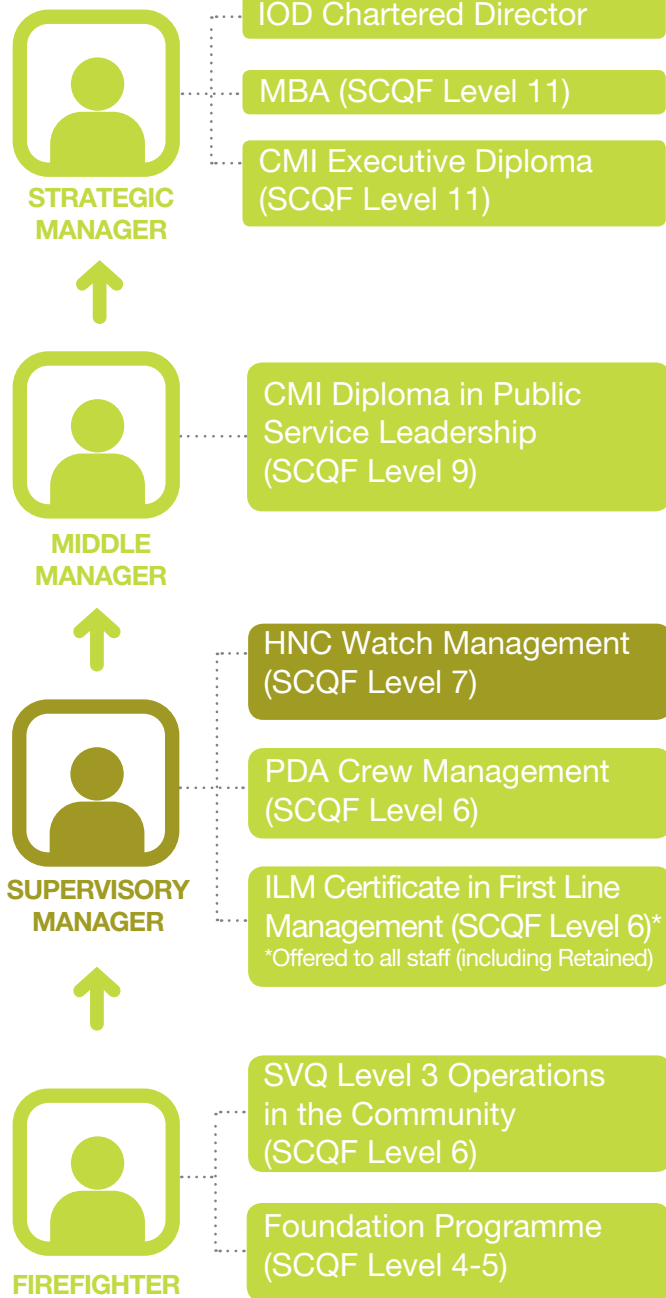 IOD Chartered Director
MBA (SCQF Level 11)
CMI Executive Diploma
(SCQF Level 11)
STRATEGIC
MANAGER
CMI Diploma in Public
Service Leadership
(SCQF Level 9)
MIDDLE
MANAGER
HNC Watch Management
(SCQF Level 7)
PDA Crew Management
(SCQF Level 6)
ILM Certificate in First Line
Management (SCQF Level 6)*
*Offered to all staff (including Retained)
SUPERVISORY
MANAGER
SVQ Level 3 Operations
in the Community
(SCQF Level 6)
Foundation Programme
(SCQF Level 4-5)
FIREFIGHTER